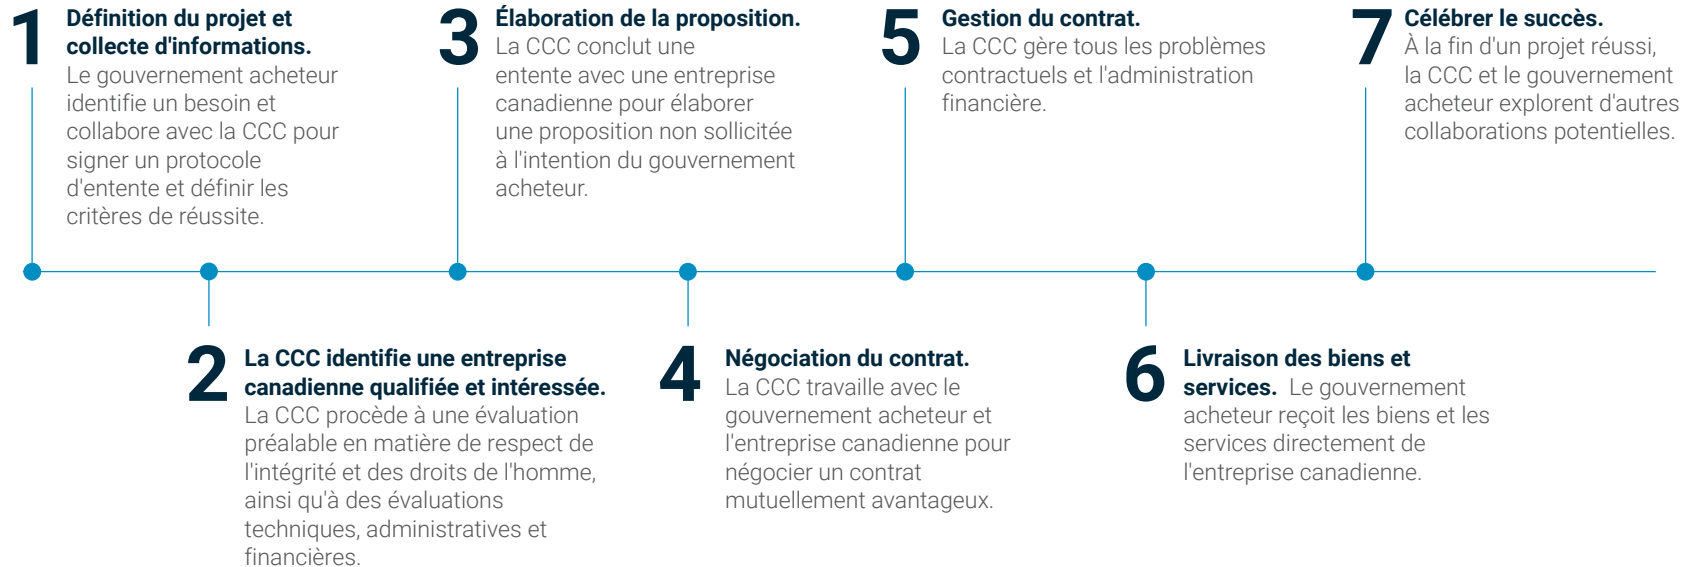 1
Définition du projet et
collecte d'informations.
Le gouvernement acheteur
identifie un besoin et
collabore avec la CCC pour
signer un protocole
d'entente et définir les
critères de réussite.
2
La CCC identifie une entreprise
canadienne qualifiée et intéressée.
La CCC procède à une évaluation
préalable en matière de respect de
l'intégrité et des droits de l'homme,
ainsi qu'à des évaluations
techniques, administratives et
financières.
3
Élaboration de la proposition.
La CCC conclut une
entente avec une entreprise
canadienne pour élaborer
une proposition non sollicitée
à l'intention du gouvernement
acheteur.
4
Négociation du contrat.
La CCC travaille avec le
gouvernement acheteur et
l'entreprise canadienne pour
négocier un contrat
mutuellement avantageux.
5
Gestion du contrat.
La CCC gère tous les problèmes
contractuels et l'administration
financière.
6
Livraison des biens et
services. Le gouvernement
acheteur reçoit les biens et les
services directement de
l'entreprise canadienne.
7
Célébrer le succès.
À la fin d'un projet réussi,
la CCC et le gouvernement
acheteur explorent d'autres
collaborations potentielles.